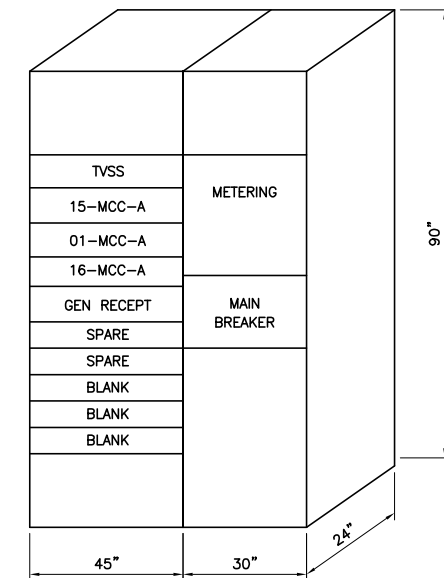 TVSS
15-MCC-A
01-MCC-A
16-MCC-A
GEN RECEPT
SPARE
SPARE
BLANK
BLANK
BLANK
METERING
MAIN
BREAKER
90"
45"
30"
24"